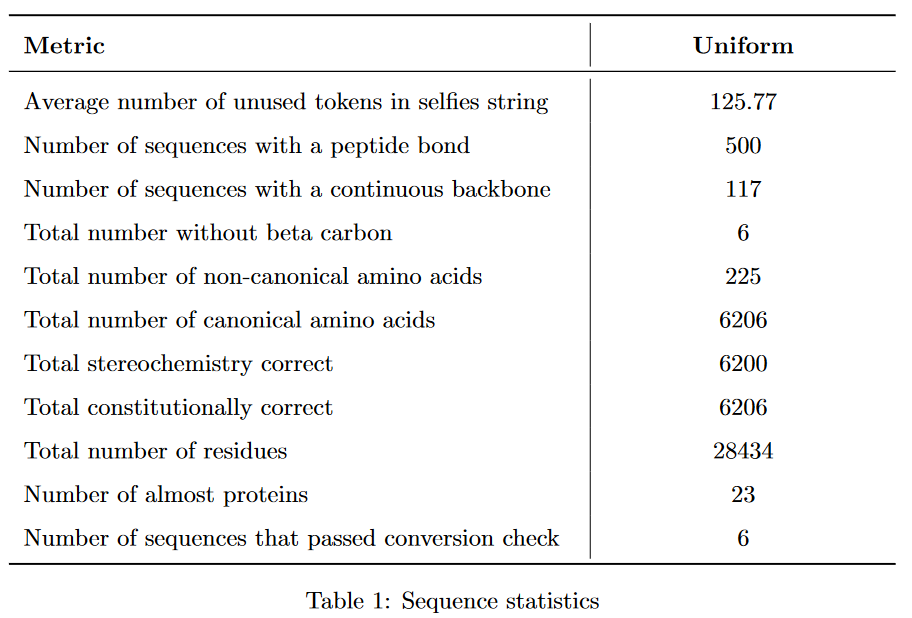 Metric Uniform
Average number of unused tokens in selfies string 125.77
Number of sequences with a peptide bond 500
Number of sequences with a continuous backbone 117
Total number without beta carbon 6
Total number of non-canonical amino acids 225
Total number of canonical amino acids 6206
Total stereochemistry correct 6200
Total constitutionally correct 6206
Total number of residues 28434
Number of almost proteins 23
Number of sequences that passed conversion check 6
Table 1: Sequence statistics